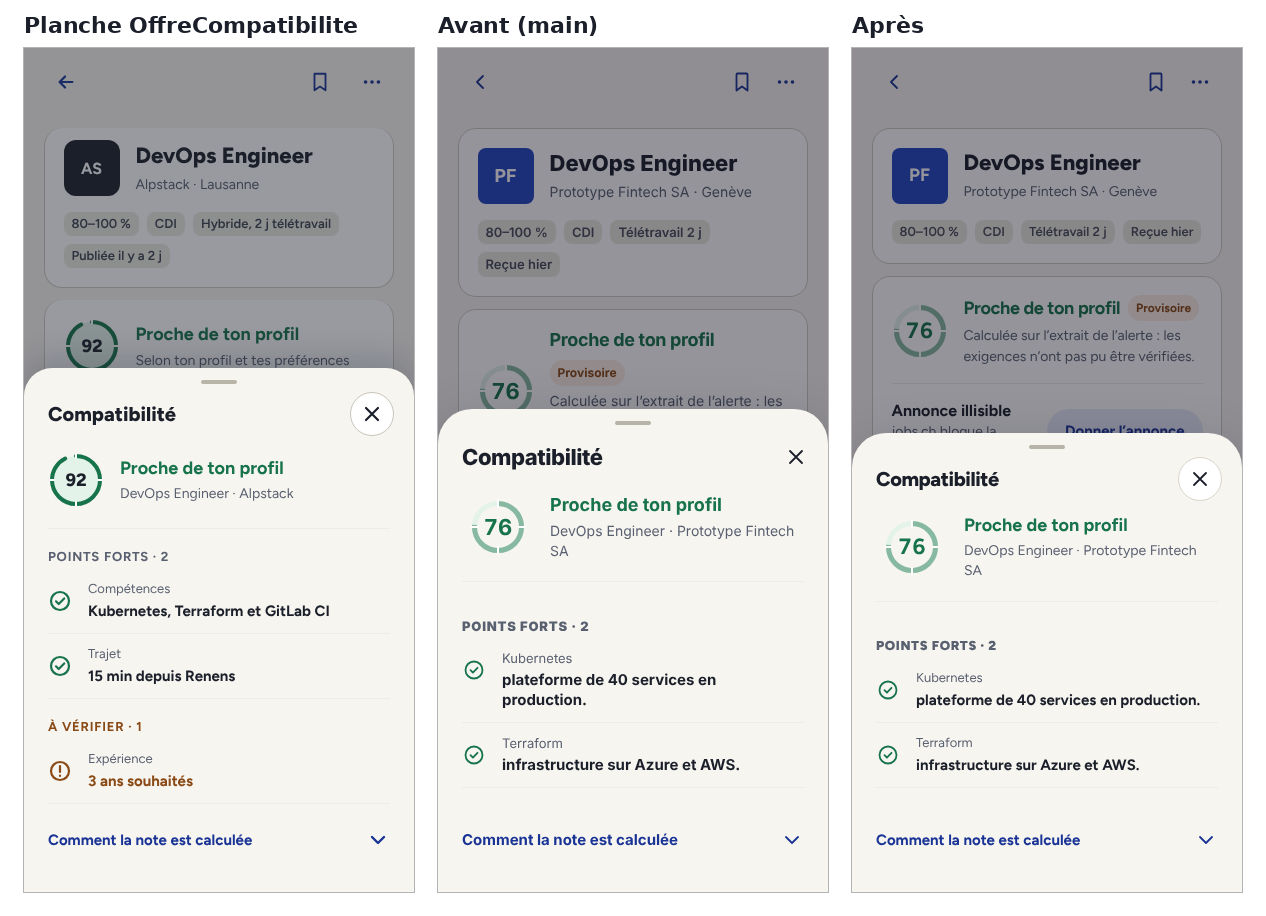 Planche OffreCompatibilite
AS
DevOps Engineer
Alpstack · Lausanne
80–100 %
CDI
Hybride, 2 j télétravail
Publiée il y a 2 j
92
Proche de ton profil
Selon ton profil et tes préférences
Compatibilité
92
Proche de ton profil
DevOps Engineer · Alpstack
POINTS FORTS · 2
Compétences
Kubernetes, Terraform et GitLab CI
Trajet
15 min depuis Renens
À VÉRIFIER · 1
Expérience
3 ans souhaités
Comment la note est calculée
Avant (main)
PF
DevOps Engineer
Prototype Fintech SA · Genève
80–100 %
CDI
Télétravail 2 j
Reçue hier
Proche de ton profil
Provisoire
76
Calculée sur l’extrait de l’alerte : les
Compatibilité
76
Proche de ton profil
DevOps Engineer · Prototype Fintech
SA
POINTS FORTS · 2
Kubernetes
plateforme de 40 services en
production.
Terraform
infrastructure sur Azure et AWS.
Comment la note est calculée
Après
PF
DevOps Engineer
Prototype Fintech SA · Genève
80–100 %
CDI
Télétravail 2 j
Reçue hier
76
Proche de ton profil
Provisoire
Calculée sur l’extrait de l’alerte : les
exigences n’ont pas pu être vérifiées.
Annonce illisible
jobs.ch bloque la
Donner l’annonce
Compatibilité
76
Proche de ton profil
DevOps Engineer · Prototype Fintech
SA
POINTS FORTS · 2
Kubernetes
plateforme de 40 services en production.
Terraform
infrastructure sur Azure et AWS.
Comment la note est calculée